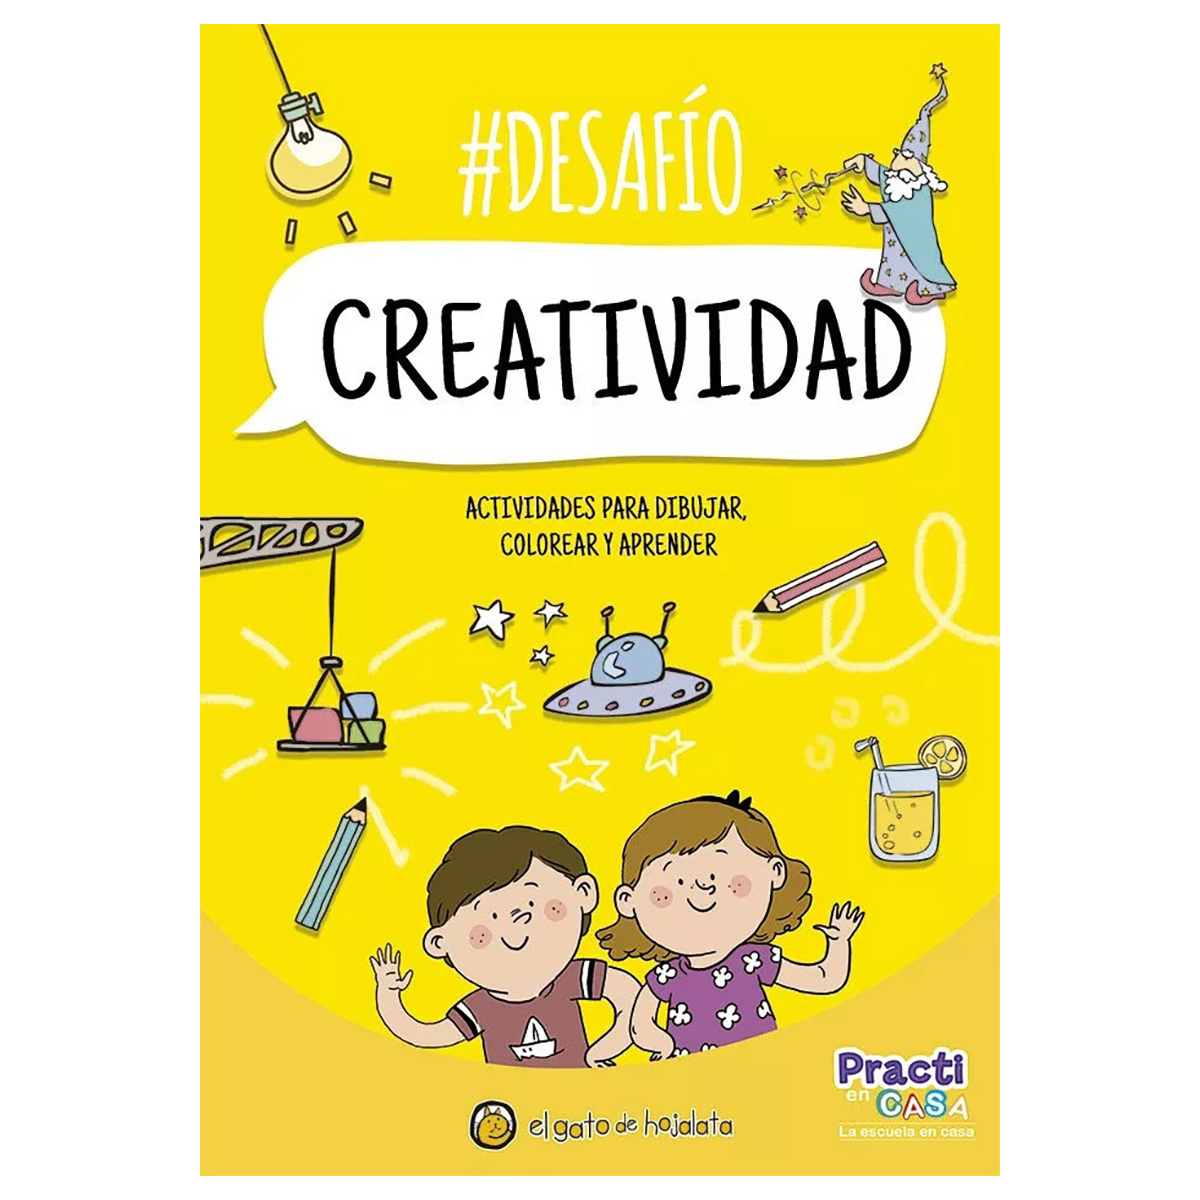 #DESAFÍO
CREATIVIDAD
ACTIVIDADES PARA DIBUJAR,
COLOREAR Y APRENDER
el gato de hojalata
Practi
en CASA
La escuela en casa